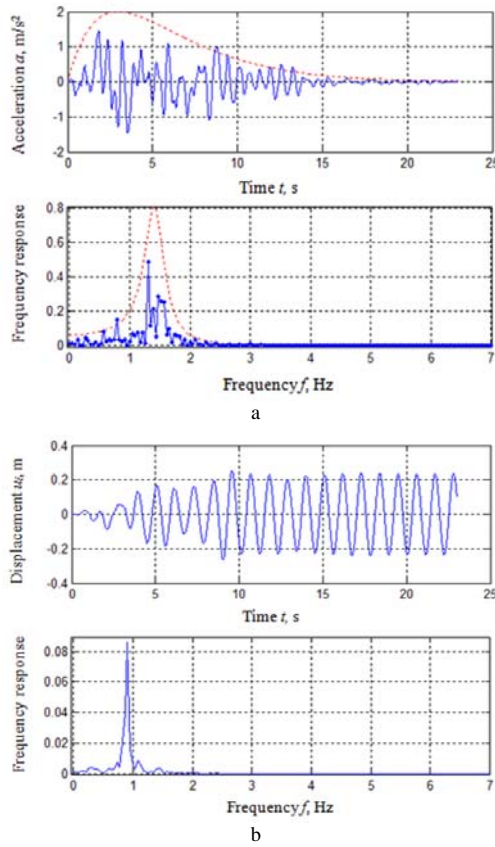 Acceleration a, m/s²
2
1
0
-1
-2
0 5 10 15 20 25
Time t, s
Frequency response
0.8
0.6
0.4
0.2
0
0 1 2 3 4 5 6 7
Frequency f, Hz
a
Displacement w, m
0.4
0.2
0
-0.2
-0.4
0 5 10 15 20 25
Time t, s
Frequency response
0.08
0.06
0.04
0.02
0
0 1 2 3 4 5 6 7
Frequency f, Hz
b